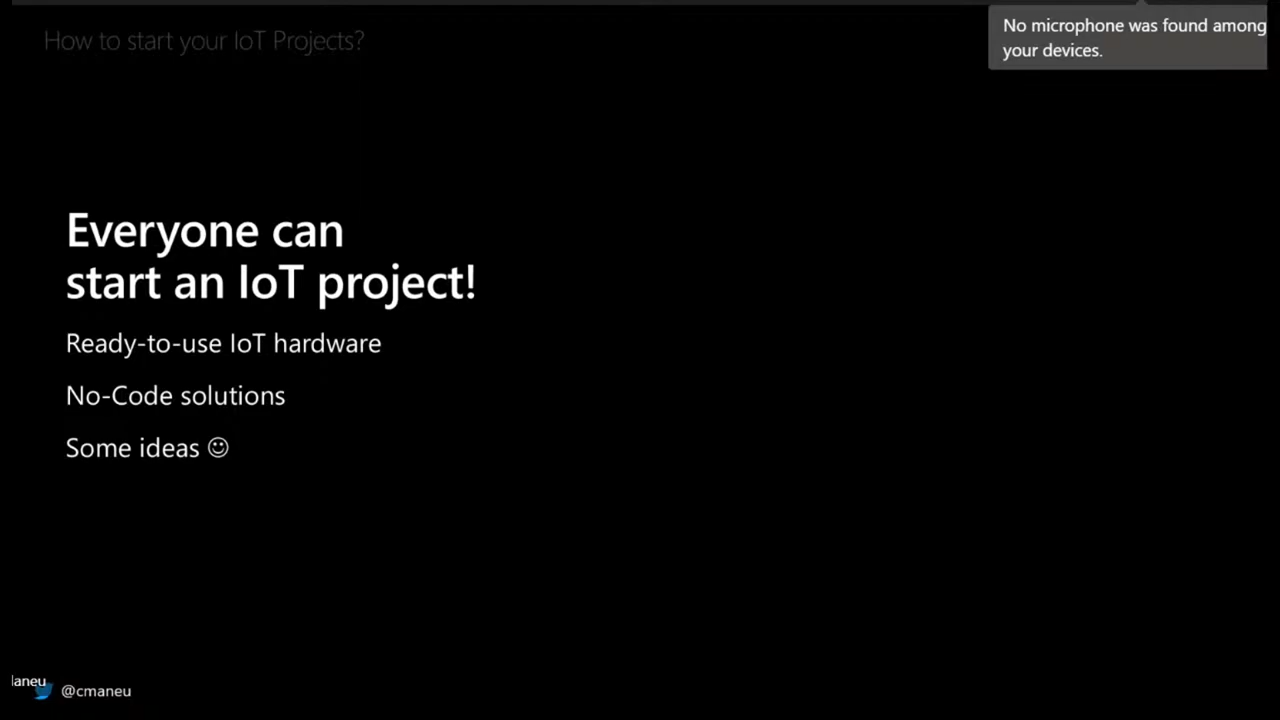 How to start your IoT Projects?
No microphone was found among
your devices.
Everyone can
start an IoT project!
Ready-to-use IoT hardware
No-Code solutions
Some ideas ☺
laneu
@cmaneu